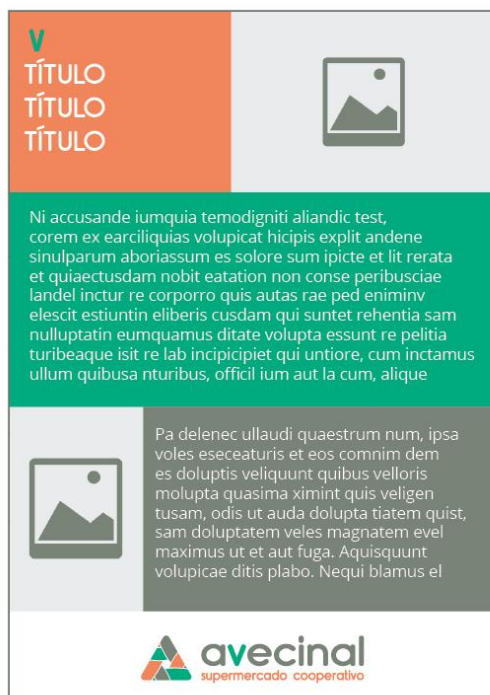 V
TÍTULO
TÍTULO
TÍTULO
Ni accusande iumquia temodigniti aliandic test,
corem ex earciliquias volupicat hicipis explit andene
sinulparum aboriassum es solore sum ipicte et lit rerata
et quiaectusdam nobit eatation non conse peribusciae
landel inctur re corporro quis autas rae ped eniminv
elescit estiuntin eliberis cusdam qui suntet rehentia sam
nulluptatin eumquamus ditate volupta essunt re pelitia
turibeaque isit re lab incipicipiet qui untiore, cum inctamus
ullum quibusa nturibus, officil ium aut la cum, alique
Pa delenec ullaudi quaestrum num, ipsa
voles eseceaturis et eos comnim dem
es doluptis veliquunt quibus velloris
molupta quasima ximint quis veligen
tusam, odis ut auda dolupta tiatem quist,
sam doluptatem veles magnatem evel
maximus ut et aut fuga. Aquisquunt
volupicae ditis plabo. Nequi blamus el
avecinal
supermercado cooperativo